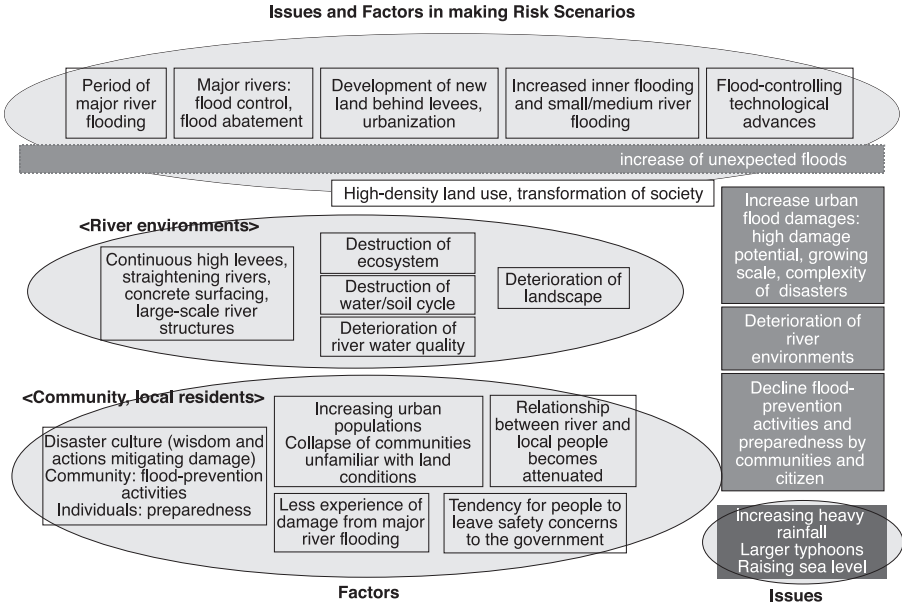 Issues and Factors in making Risk Scenarios
Period of
major river
flooding
Major rivers:
flood control,
flood abatement
Development of new
land behind levees,
urbanization
Increased inner flooding
and small/medium river
flooding
Flood-controlling
technological
advances
increase of unexpected floods
High-density land use, transformation of society
<River environments>
Continuous high levees,
straightening rivers,
concrete surfacing,
large-scale river
structures
Destruction of
ecosystem
Destruction of
water/soil cycle
Deterioration of
river water quality
Deterioration of
landscape
Increase urban
flood damages:
high damage
potential, growing
scale, complexity
of disasters
Deterioration of
river
environments
Decline flood-
prevention
activities and
preparedness by
communities and
citizen
<Community, local residents>
Disaster culture (wisdom and
actions mitigating damage)
Community: flood-prevention
activities
Individuals: preparedness
Increasing urban
populations
Collapse of communities
unfamiliar with land
conditions
Relationship
between river and
local people
becomes
attenuated
Less experience of
damage from major
river flooding
Tendency for people to
leave safety concerns
to the government
increasing heavy
rainfall
Larger typhoons
Raising sea level
Factors
Issues